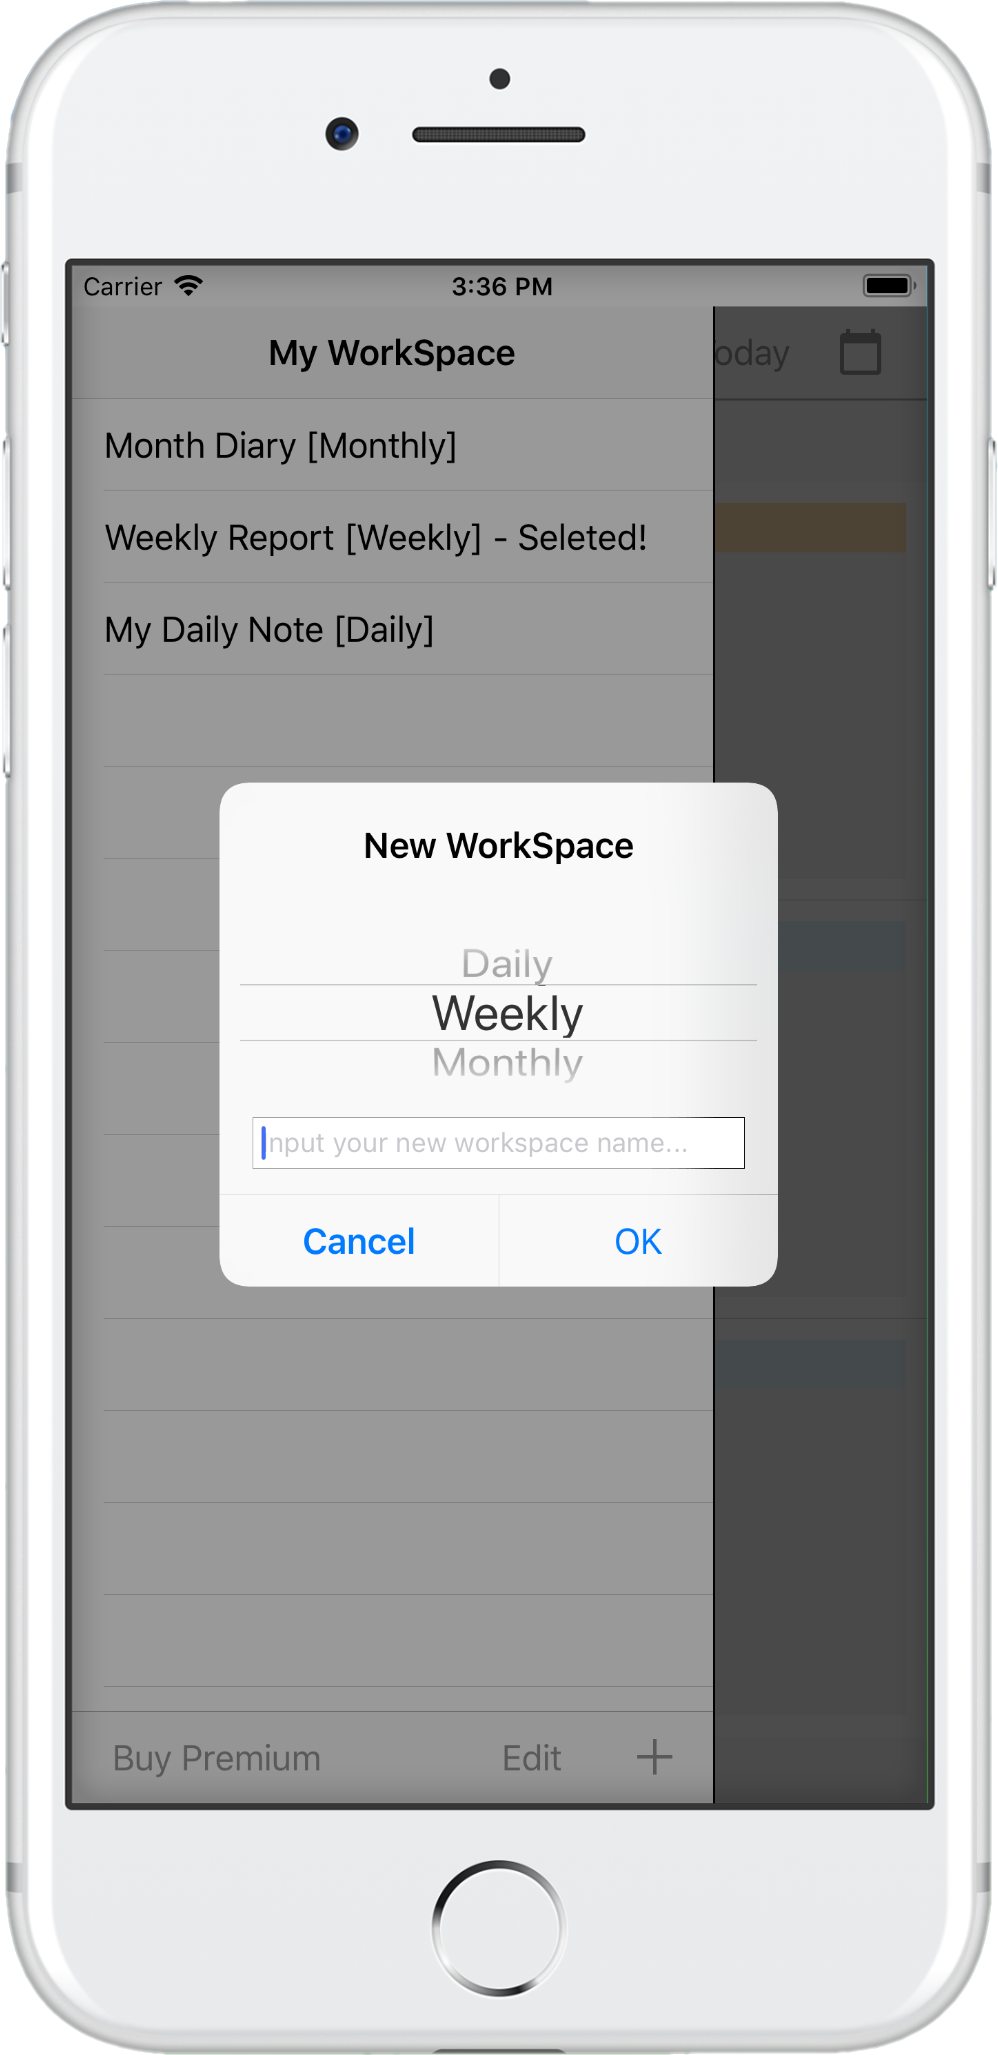 Carrier
3:36 PM
My WorkSpace
oday
Month Diary [Monthly]
Weekly Report [Weekly] - Seleted!
My Daily Note [Daily]
New WorkSpace
Daily
Weekly
Monthly
nput your new workspace name...
Cancel
OK
Buy Premium
Edit